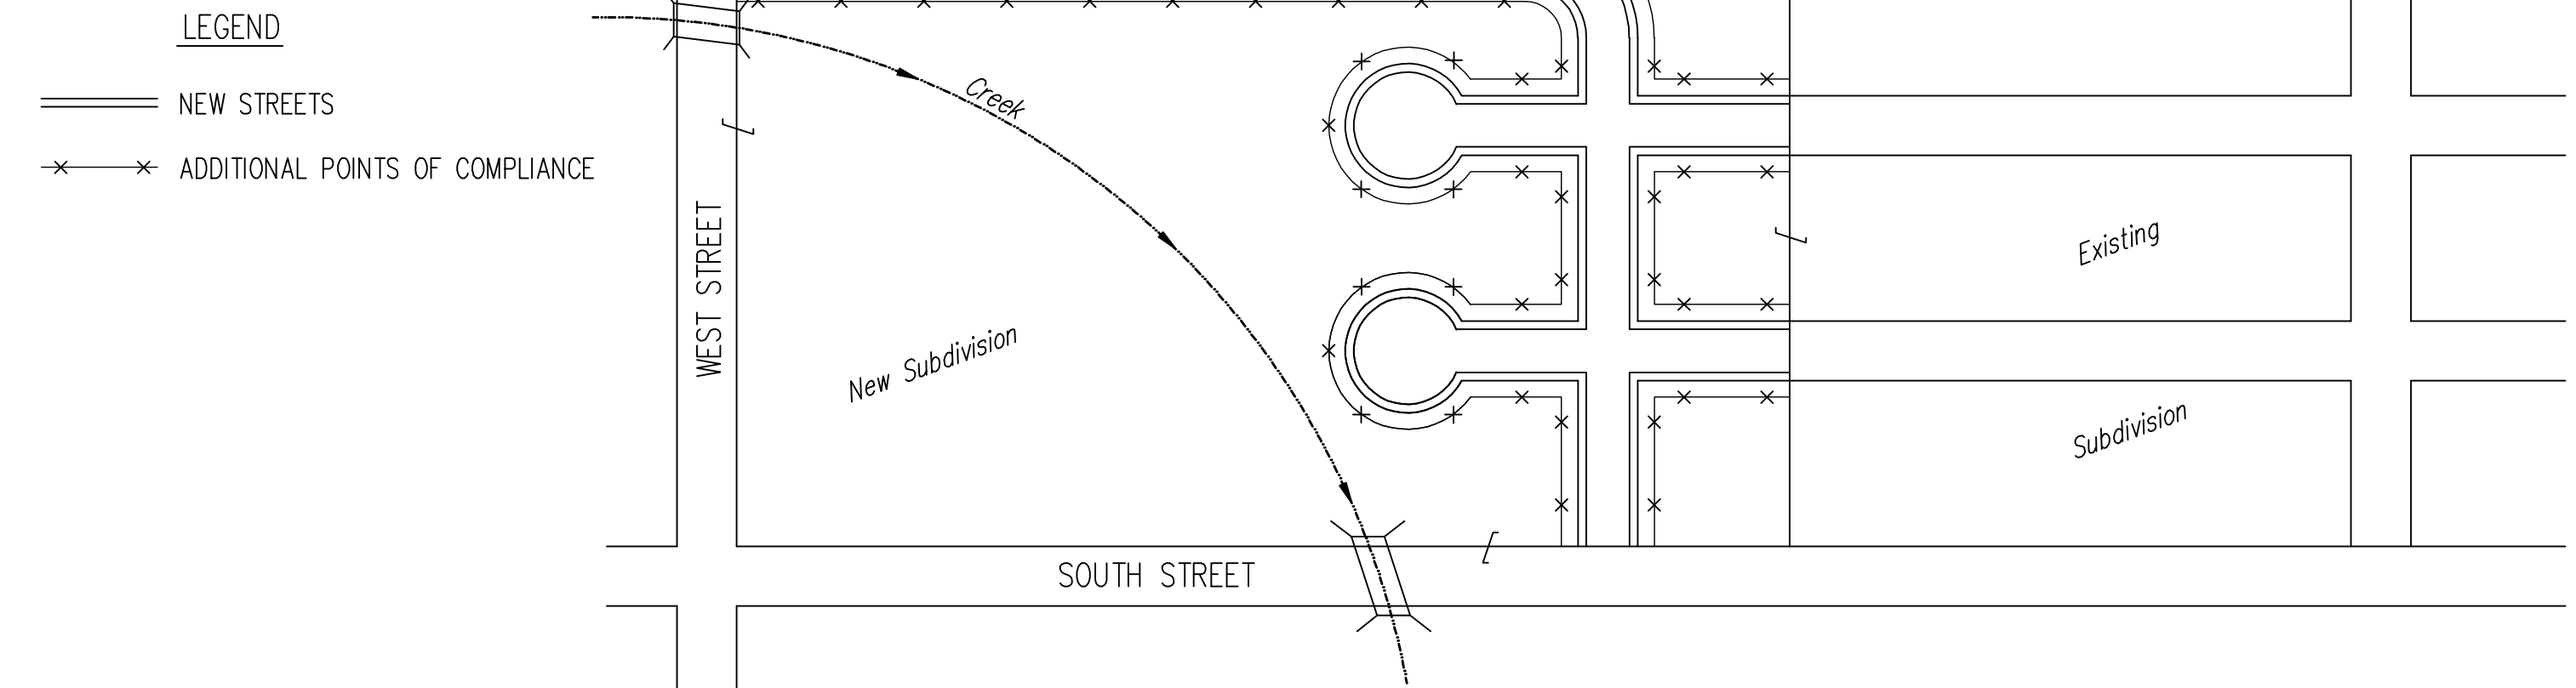 LEGEND
NEW STREETS
ADDITIONAL POINTS OF COMPLIANCE
Creek
WEST STREET
New Subdivision
Existing
Subdivision
SOUTH STREET